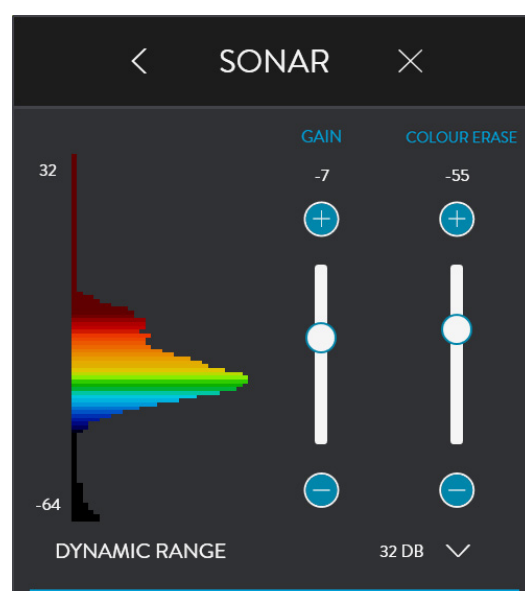 SONAR
GAIN COLOUR ERASE
32 -7 -55
-64
DYNAMIC RANGE 32 DB